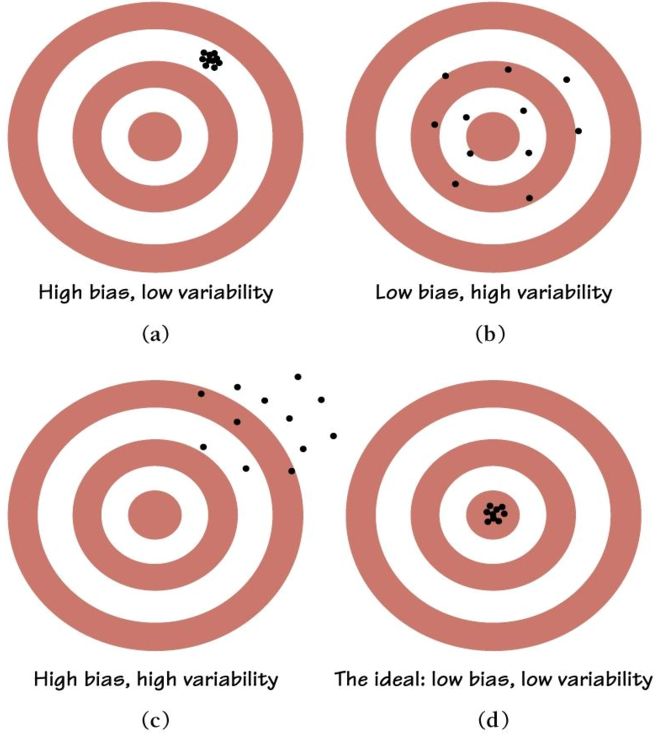 High bias, low variability
(a)
Low bias, high variability
(b)
High bias, high variability
(c)
The ideal: low bias, low variability
(d)